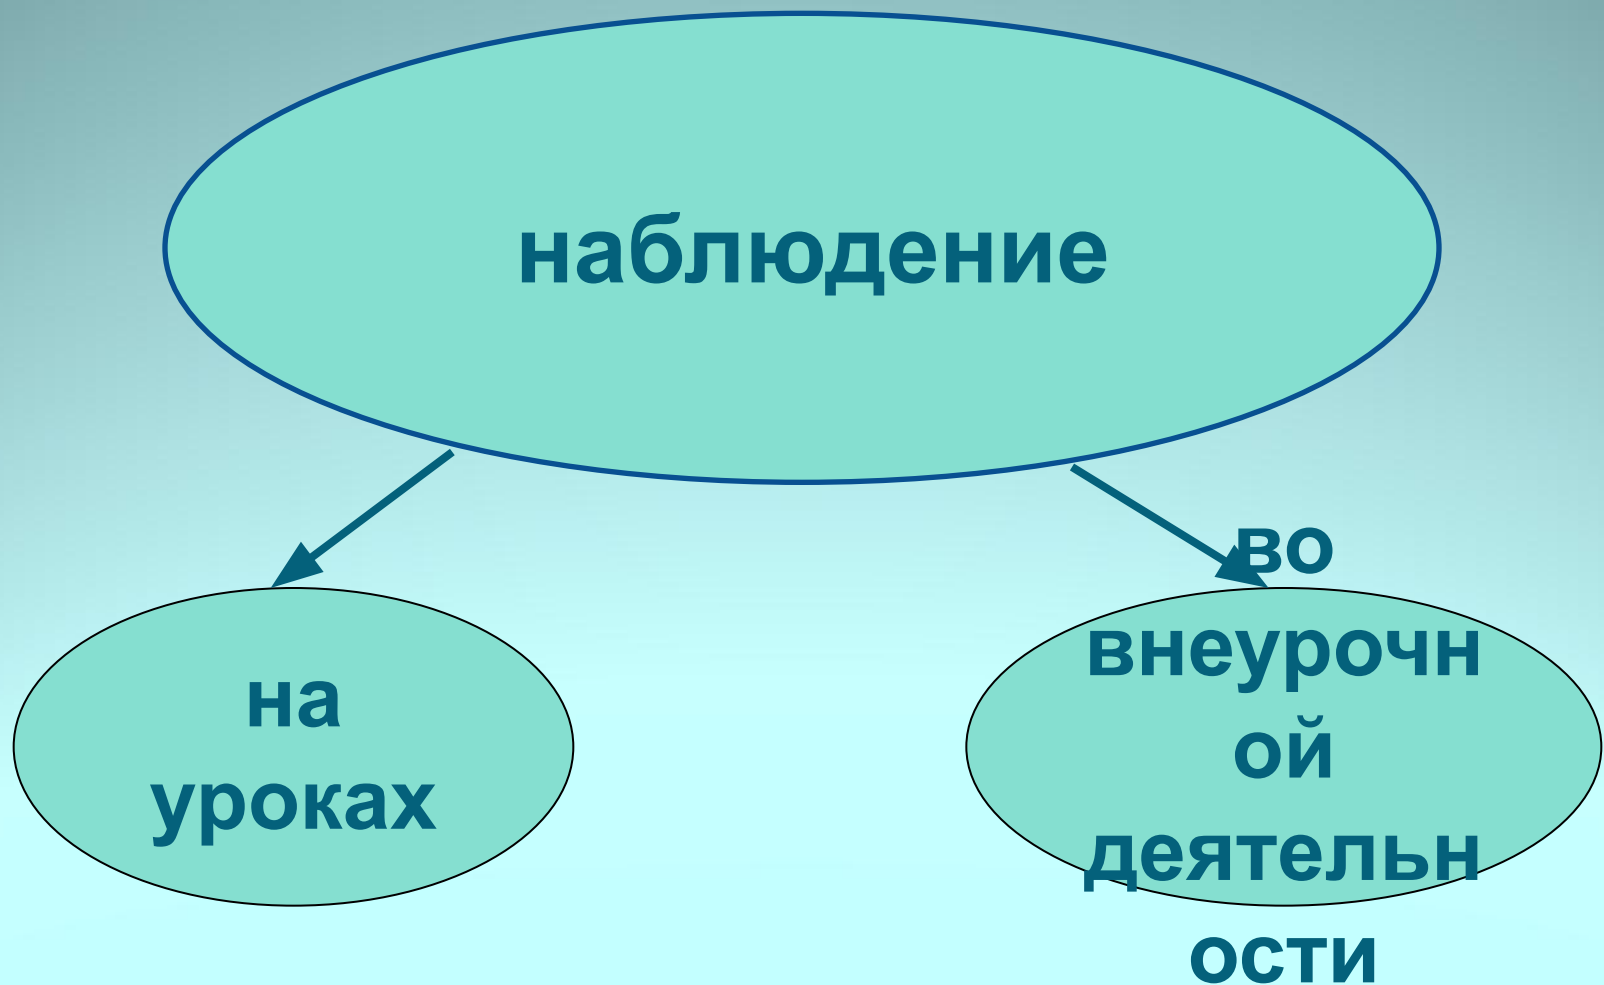 наблюдение
на
уроках
во
внеурочн
ой
деятельн
ости